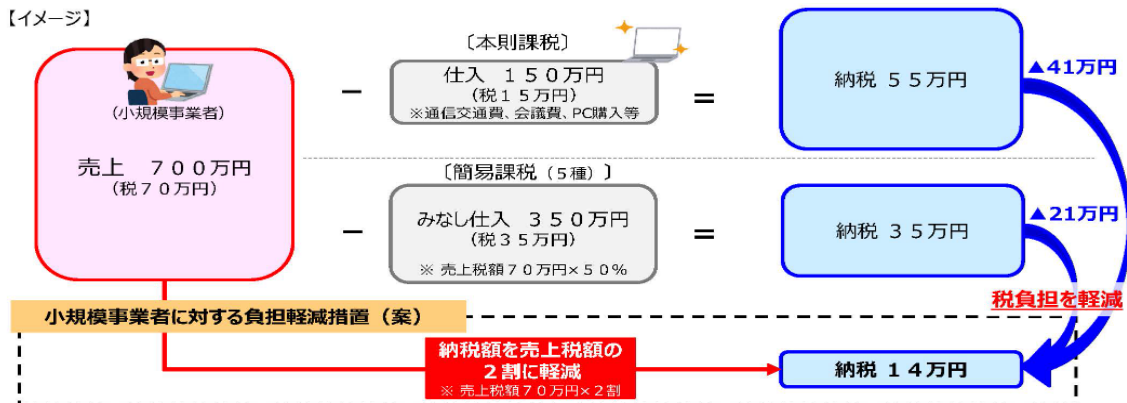 【イメージ】
(小規模事業者)
売上 ７００万円
(税７０万円)
－
〔本則課税〕
仕入 １５０万円
(税１５万円)
※通信交通費、会議費、PC購入等
＝
納税 ５５万円
▲41万円
〔簡易課税（５種）〕
－
みなし仕入 ３５０万円
(税３５万円)
※ 売上税額７０万円×５０％
＝
納税 ３５万円
▲21万円
税負担を軽減
小規模事業者に対する負担軽減措置（案）
納税額を売上税額の
２割に軽減
※ 売上税額７０万円×２割
納税 １４万円